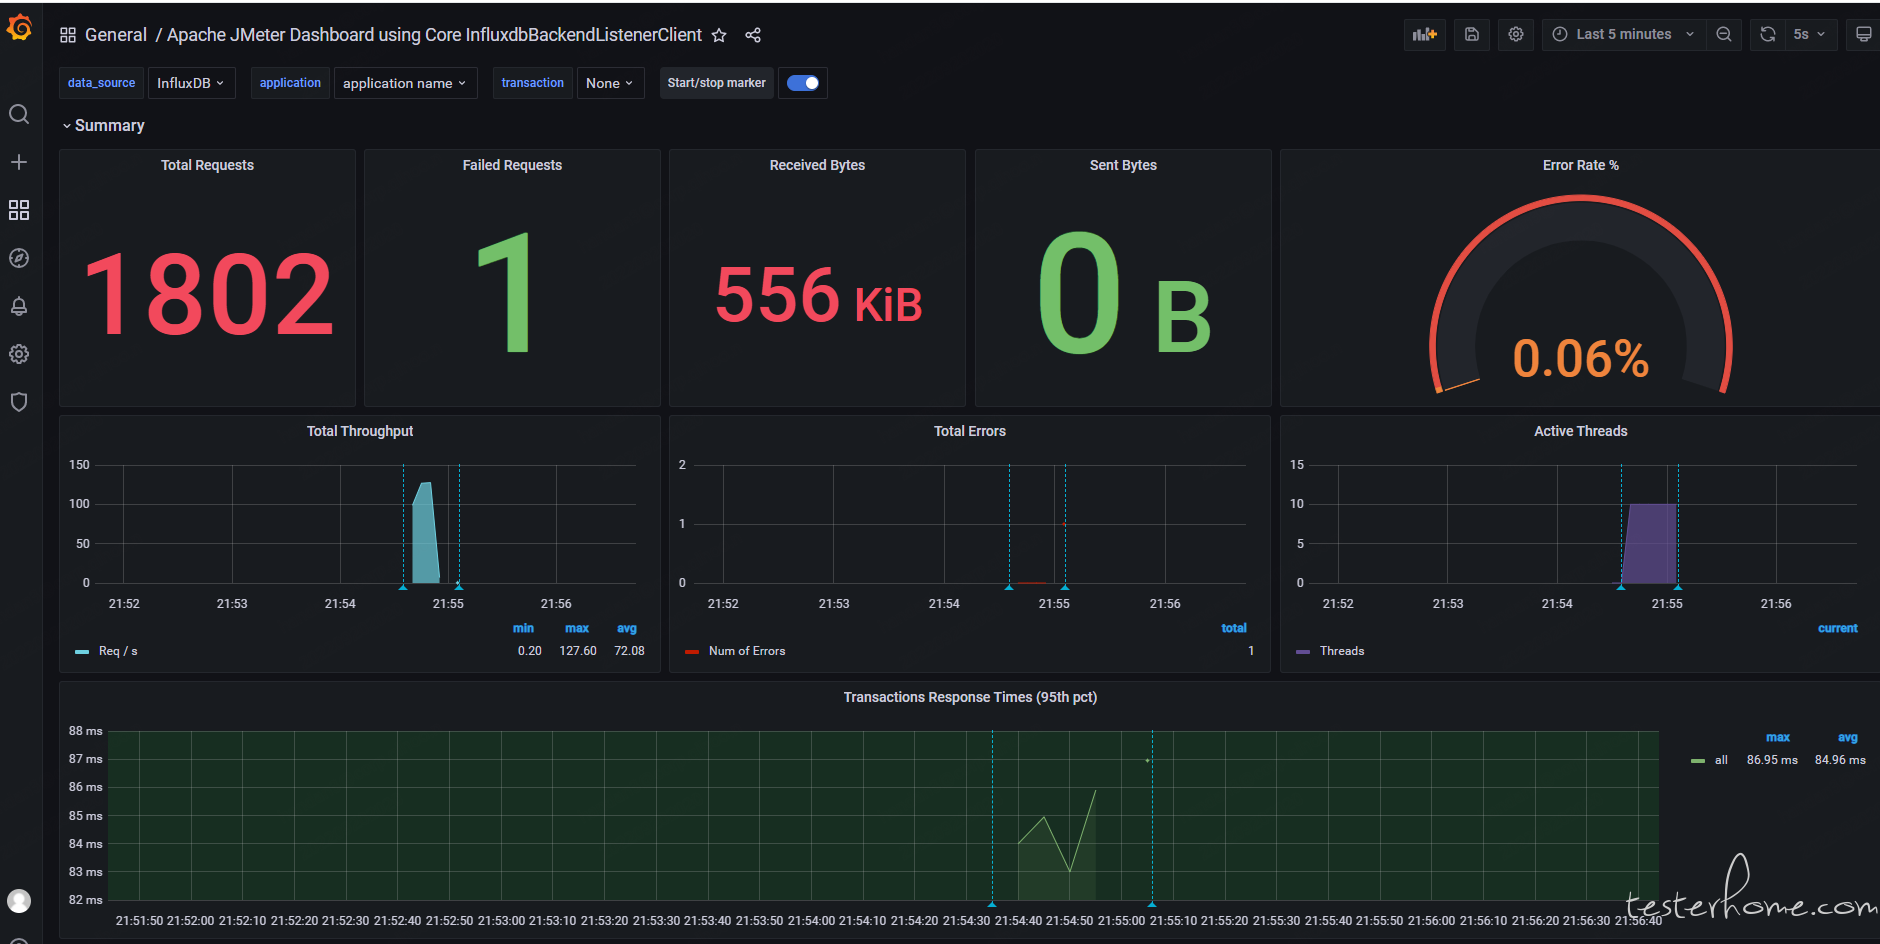 General / Apache JMeter Dashboard using Core InfluxdbBackendListenerClient
Last 5 minutes
5s
data_source InfluxDB application application name transaction None Start/stop marker
Summary
Total Requests
1802
Failed Requests
1
Received Bytes
556 KiB
Sent Bytes
0 B
Error Rate %
0.06%
Total Throughput
150
100
50
0
21:52 21:53 21:54 21:55 21:56
min max avg
Req / s 0.20 127.60 72.08
Total Errors
2
1
0
21:52 21:53 21:54 21:55 21:56
total
Num of Errors 1
Active Threads
15
10
5
0
21:52 21:53 21:54 21:55 21:56
current
Threads
Transactions Response Times (95th pct)
88 ms
87 ms
86 ms
85 ms
84 ms
83 ms
82 ms
21:51:50 21:52:00 21:52:10 21:52:20 21:52:30 21:52:40 21:52:50 21:53:00 21:53:10 21:53:20 21:53:30 21:53:40 21:53:50 21:54:00 21:54:10 21:54:20 21:54:30 21:54:40 21:54:50 21:55:00 21:55:10 21:55:20 21:55:30 21:55:40 21:55:50 21:56:00 21:56:10 21:56:20 21:56:30 21:56:40
max avg
all 86.95 ms 84.96 ms
testerhome.com